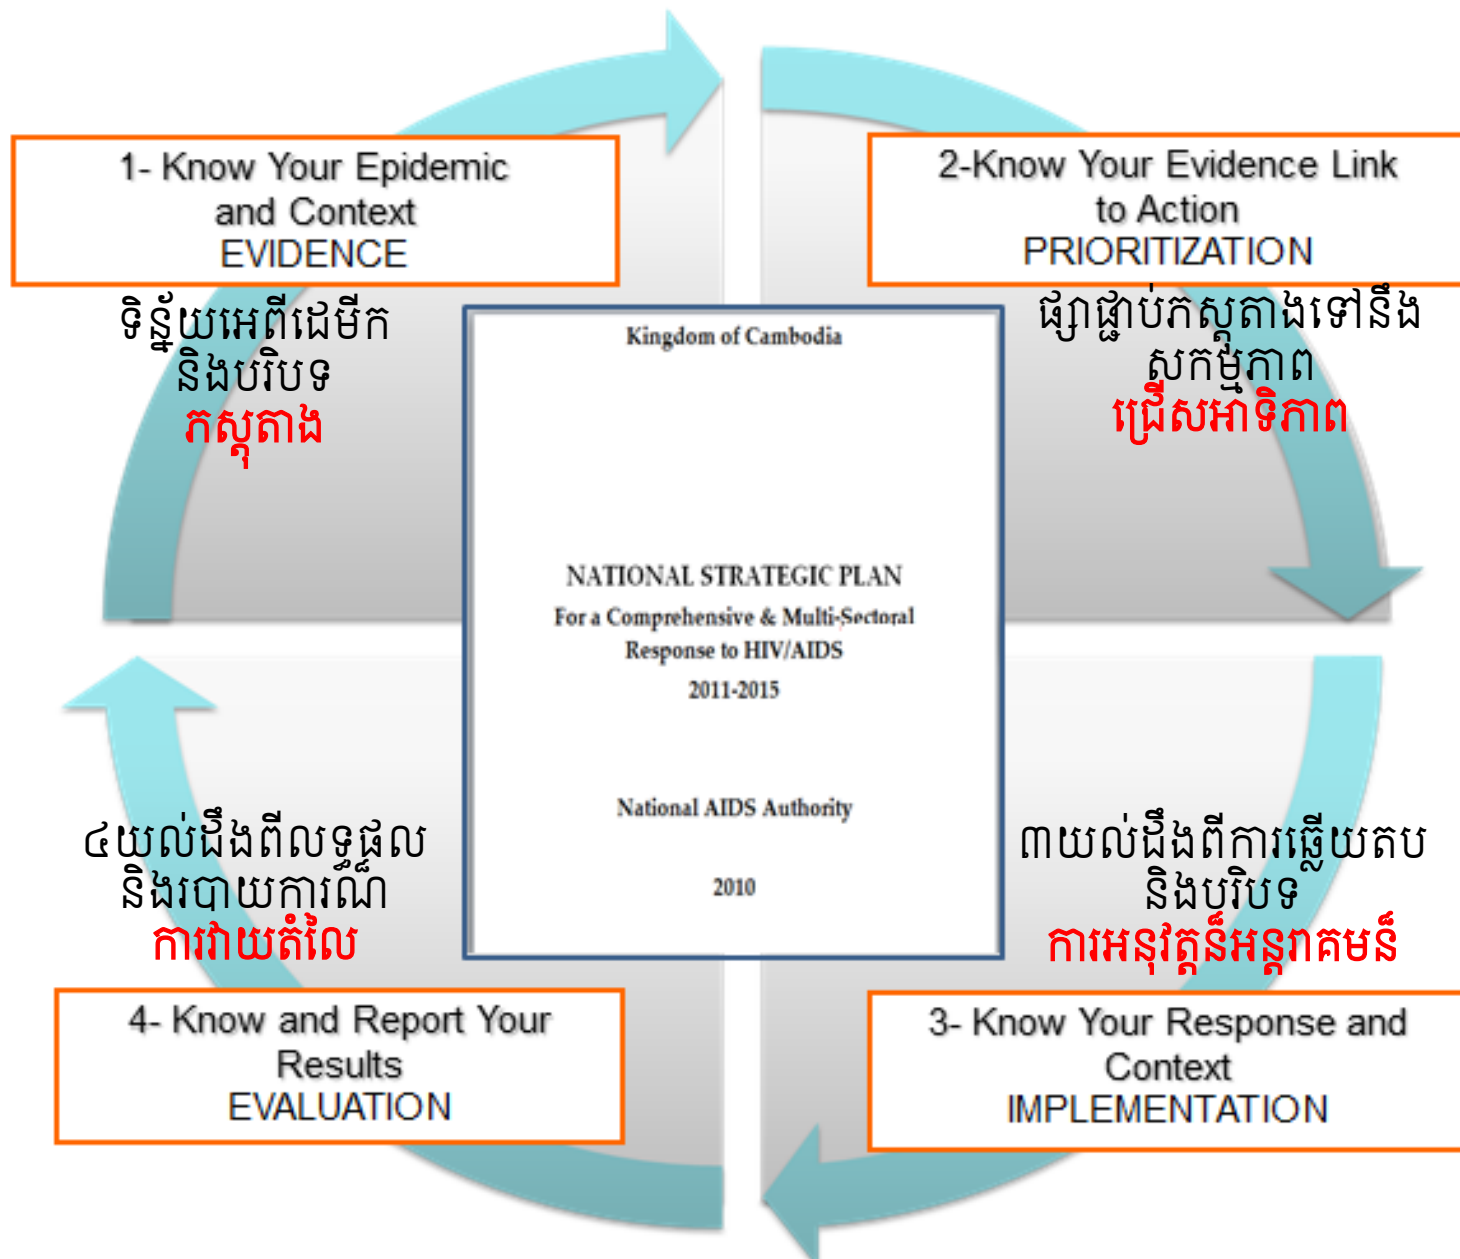 1- Know Your Epidemic
and Context
EVIDENCE
ទិន្ន័យអេពីដេមីក
និងបរិបទ
ភស្តុតាង
2-Know Your Evidence Link
to Action
PRIORITIZATION
ផ្សាផ្ជាប់ភស្តុតាងទៅនឹង
សកម្មភាព
ជ្រើសអាទិភាព
Kingdom of Cambodia
NATIONAL STRATEGIC PLAN
For a Comprehensive & Multi-Sectoral
Response to HIV/AIDS
2011-2015
National AIDS Authority
2010
៣យល់ដឹងពីការឆ្លើយតប
និងបរិបទ
ការអនុវត្តន៏អន្តរាគមន៏
3- Know Your Response and
Context
IMPLEMENTATION
៤យល់ដឹងពីលទ្ធផល
និងរបាយការណ៏
ការវាយតំលៃ
4- Know and Report Your
Results
EVALUATION